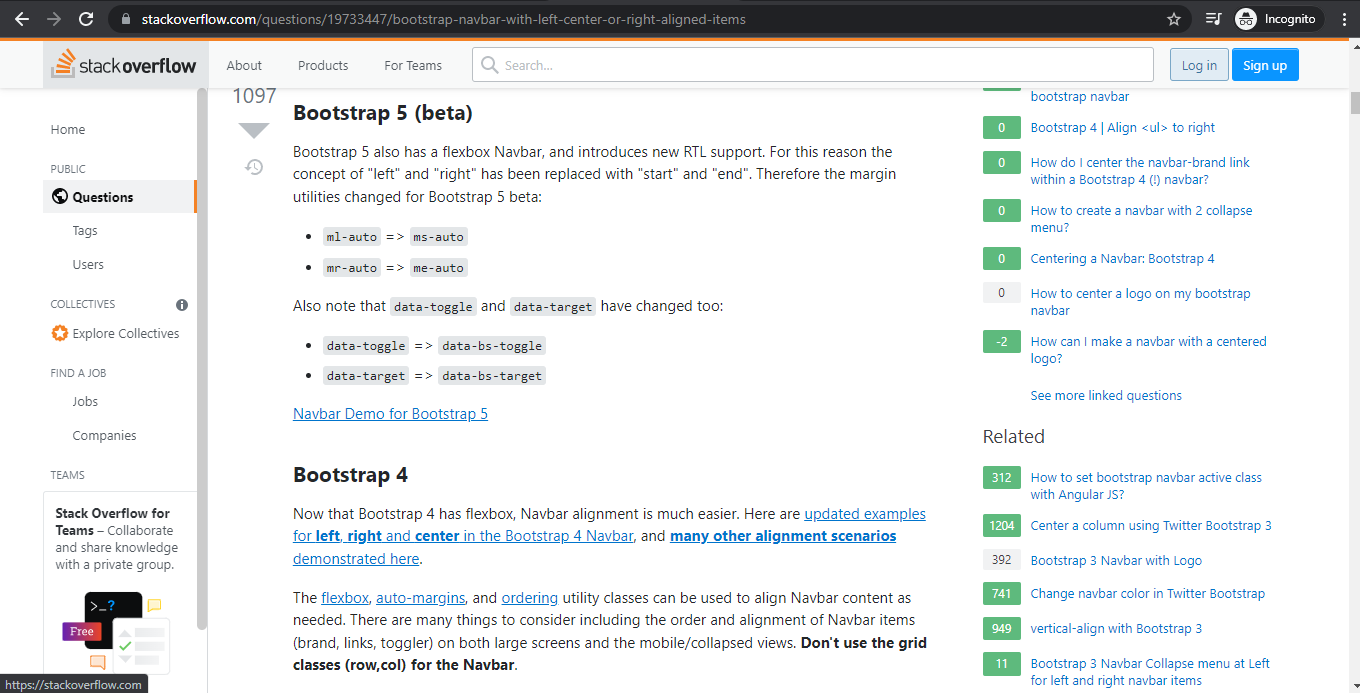 stackoverflow.com/questions/19733447/bootstrap-navbar-with-left-center-or-right-aligned-items
Incognito
stackoverflow
About
Products
For Teams
Search...
Log in
Sign up
Home
PUBLIC
Questions
Tags
Users
COLLECTIVES
Explore Collectives
FIND A JOB
Jobs
Companies
TEAMS
Stack Overflow for
Teams – Collaborate
and share knowledge
with a private group.
>_?
Free
https://stackoverflow.com
1097
Bootstrap 5 (beta)
Bootstrap 5 also has a flexbox Navbar, and introduces new RTL support. For this reason the
concept of "left" and "right" has been replaced with "start" and "end". Therefore the margin
utilities changed for Bootstrap 5 beta:
• ml-auto => ms-auto
• mr-auto => me-auto
Also note that data-toggle and data-target have changed too:
• data-toggle => data-bs-toggle
• data-target => data-bs-target
Navbar Demo for Bootstrap 5
Bootstrap 4
Now that Bootstrap 4 has flexbox, Navbar alignment is much easier. Here are updated examples
for left, right and center in the Bootstrap 4 Navbar, and many other alignment scenarios
demonstrated here.
The flexbox, auto-margins, and ordering utility classes can be used to align Navbar content as
needed. There are many things to consider including the order and alignment of Navbar items
(brand, links, toggler) on both large screens and the mobile/collapsed views. Don't use the grid
classes (row,col) for the Navbar.
bootstrap navbar
0 Bootstrap 4 | Align <ul> to right
0 How do I center the navbar-brand link
within a Bootstrap 4 (!) navbar?
0 How to create a navbar with 2 collapse
menu?
0 Centering a Navbar: Bootstrap 4
0 How to center a logo on my bootstrap
navbar
-2 How can I make a navbar with a centered
logo?
See more linked questions
Related
312 How to set bootstrap navbar active class
with Angular JS?
1204 Center a column using Twitter Bootstrap 3
392 Bootstrap 3 Navbar with Logo
741 Change navbar color in Twitter Bootstrap
949 vertical-align with Bootstrap 3
11 Bootstrap 3 Navbar Collapse menu at Left
for left and right navbar items